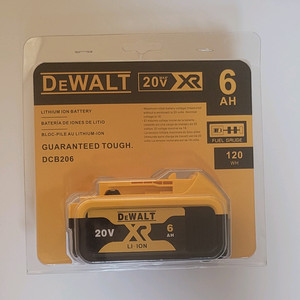 DEWALT
20V XR
6
AH
LITHIUM ION BATTERY
BATERÍA DE IONES DE LITIO
BLOC-PILE AU LITHIUM-ION
FUEL GAUGE
GUARANTEED TOUGH.
DCB206
120
WH
DEWALT
20V
XR
6
AH
LI-ION